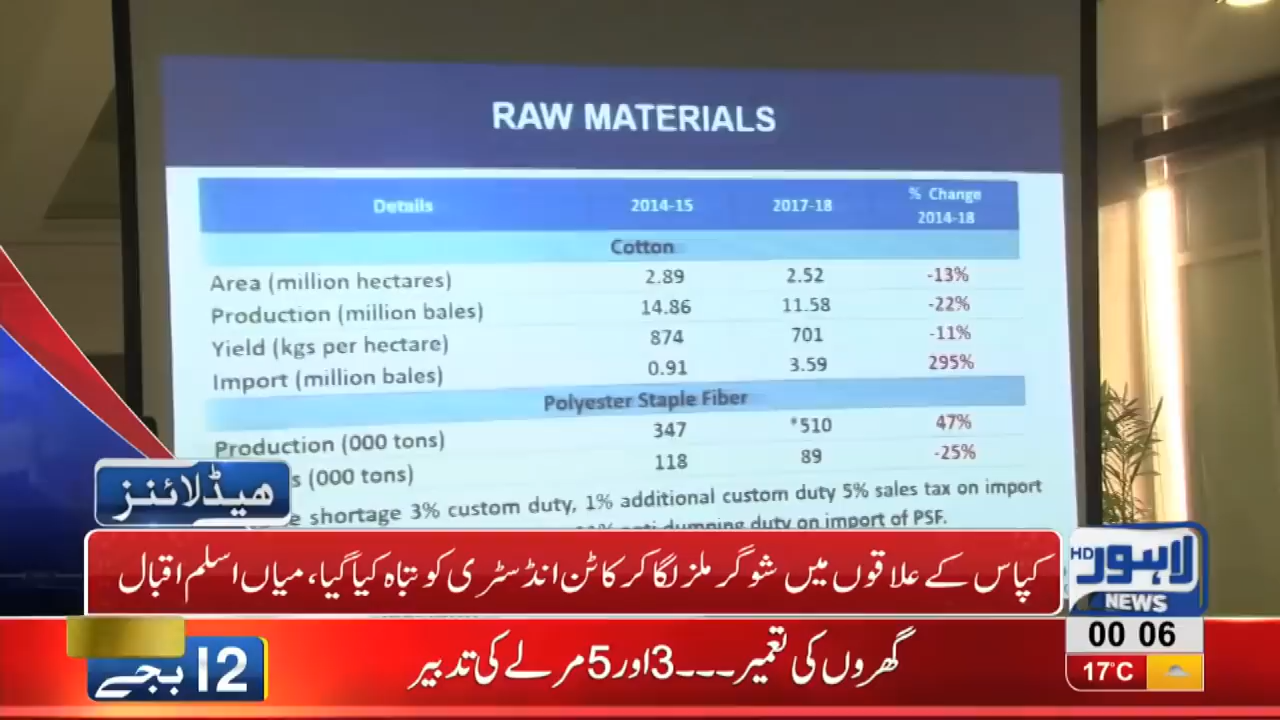 RAW MATERIALS
Details 2014-15 2017-18 % Change 2014-18
Cotton
Area (million hectares) 2.89 2.52 -13%
Production (million bales) 14.86 11.58 -22%
Yield (kgs per hectare) 874 701 -11%
Import (million bales) 0.91 3.59 295%
Polyester Staple Fiber
Production (000 tons) 347 *510 47%
(000 tons) 118 89 -25%
shortage 3% custom duty, 1% additional custom duty 5% sales tax on import
anti dumping duty on import of PSF.
ھیڈلائنز
کپاس کے علاقوں میں شوگر ملز لگا کر کاٹن انڈسٹری کو تباہ کیا گیا، میاں اسلم اقبال
لاہور HD
NEWS
00 06
17°C
12 بجے
گھروں کی تعمیر۔۔۔3 اور 5 مرلے کی تدبیر